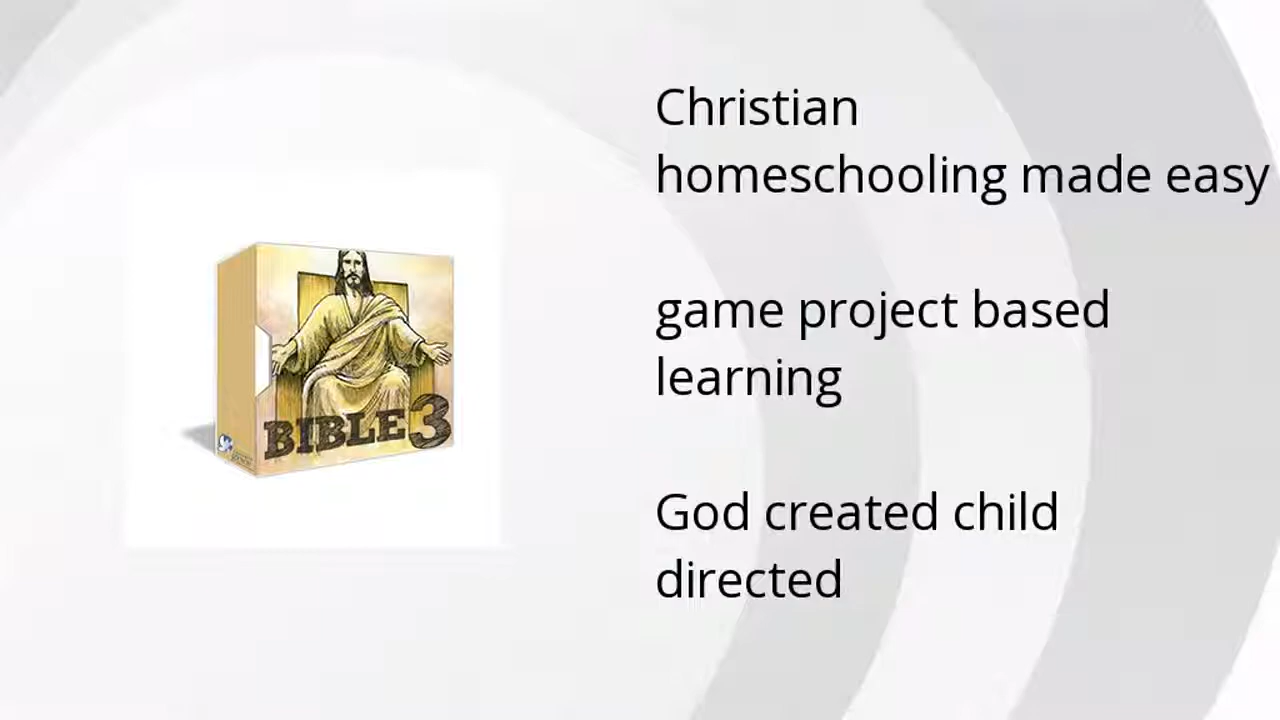 Christian
homeschooling made easy
game project based
learning
God created child
directed
BIBLE 3